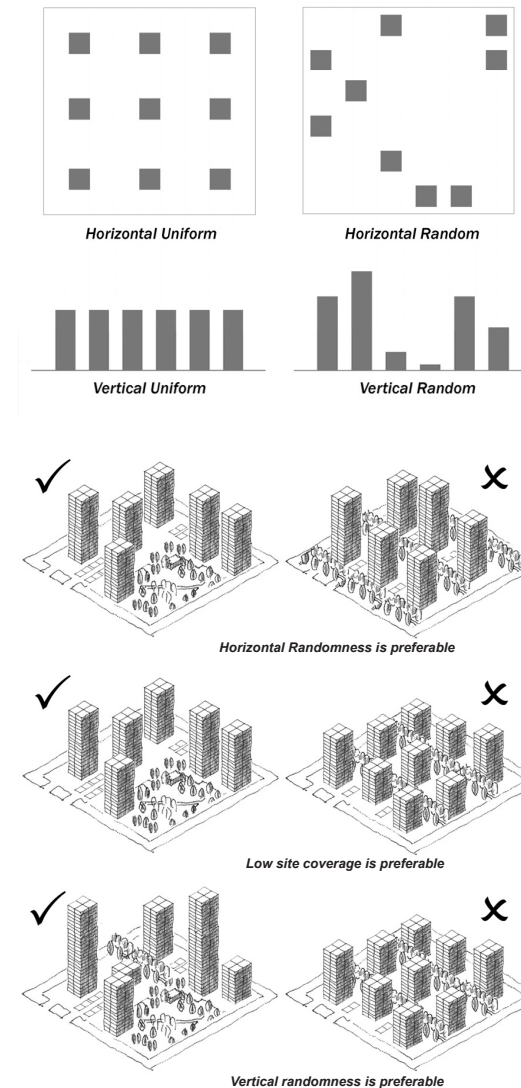 Horizontal Uniform
Horizontal Random
Vertical Uniform
Vertical Random
Horizontal Randomness is preferable
Low site coverage is preferable
Vertical randomness is preferable